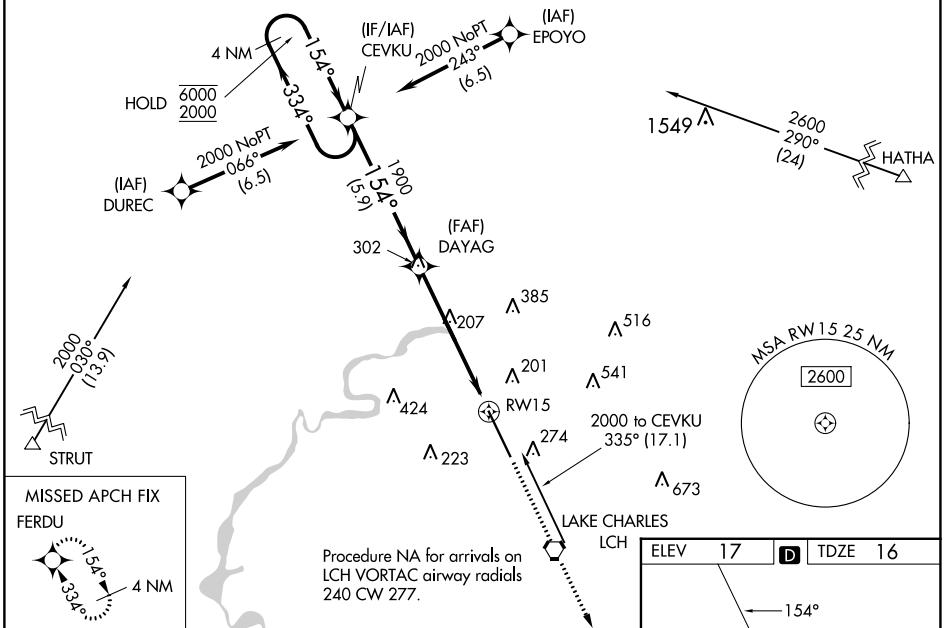 (IAF)
EPOYO
2000 NoPT
243°
(6.5)
(IF/IAF)
CEVKU
4 NM
154°
334°
HOLD
6000
2000
2000 NoPT
066°
(6.5)
(IAF)
DUREC
1549
2600
290°
(24)
HATHA
1900
154°
(5.9)
(FAF)
DAYAG
302
207
385
516
201
541
424
RW15
223
274
673
2000
030°
(13.9)
STRUT
MSA RW15 25 NM
2600
2000 to CEVKU
335° (17.1)
LAKE CHARLES
LCH
MISSED APCH FIX
FERDU
154°
334°
4 NM
Procedure NA for arrivals on
LCH VORTAC airway radials
240 CW 277.
ELEV 17 D TDZE 16
154°